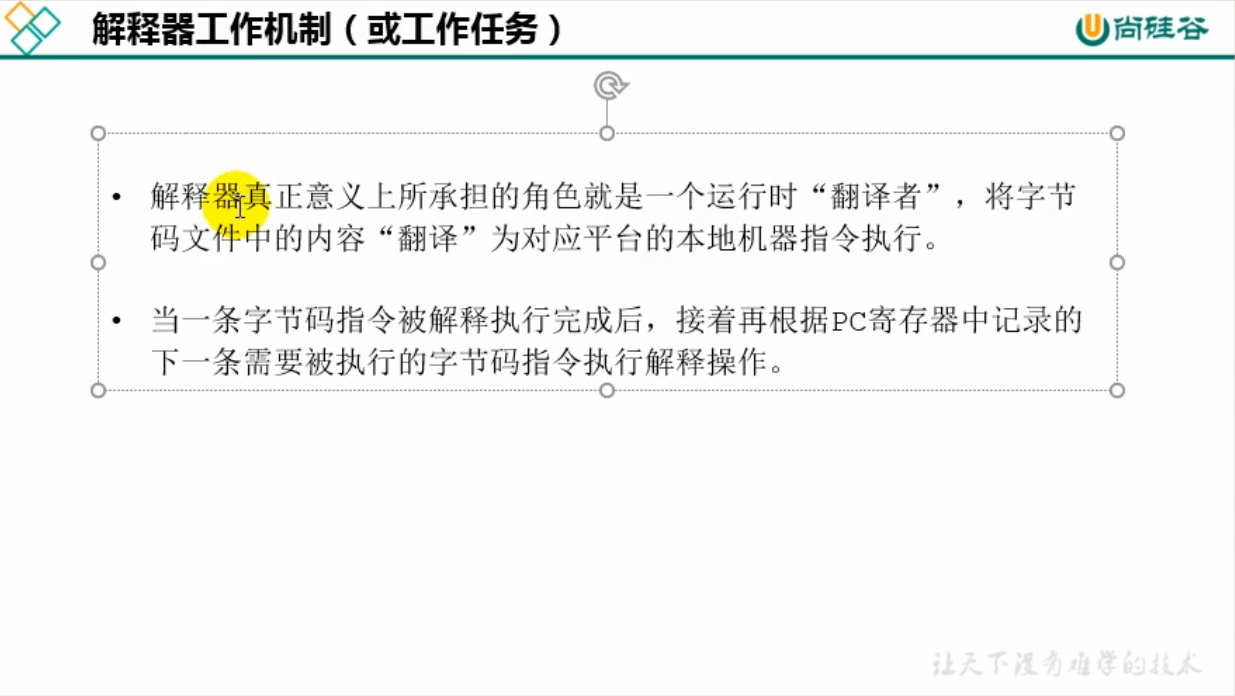 解释器工作机制（或工作任务）
尚硅谷
• 解释器真正意义上所承担的角色就是一个运行时“翻译者”，将字节
码文件中的内容“翻译”为对应平台的本地机器指令执行。
• 当一条字节码指令被解释执行完成后，接着再根据PC寄存器中记录的
下一条需要被执行的字节码指令执行解释操作。
让天下没有难学的技术